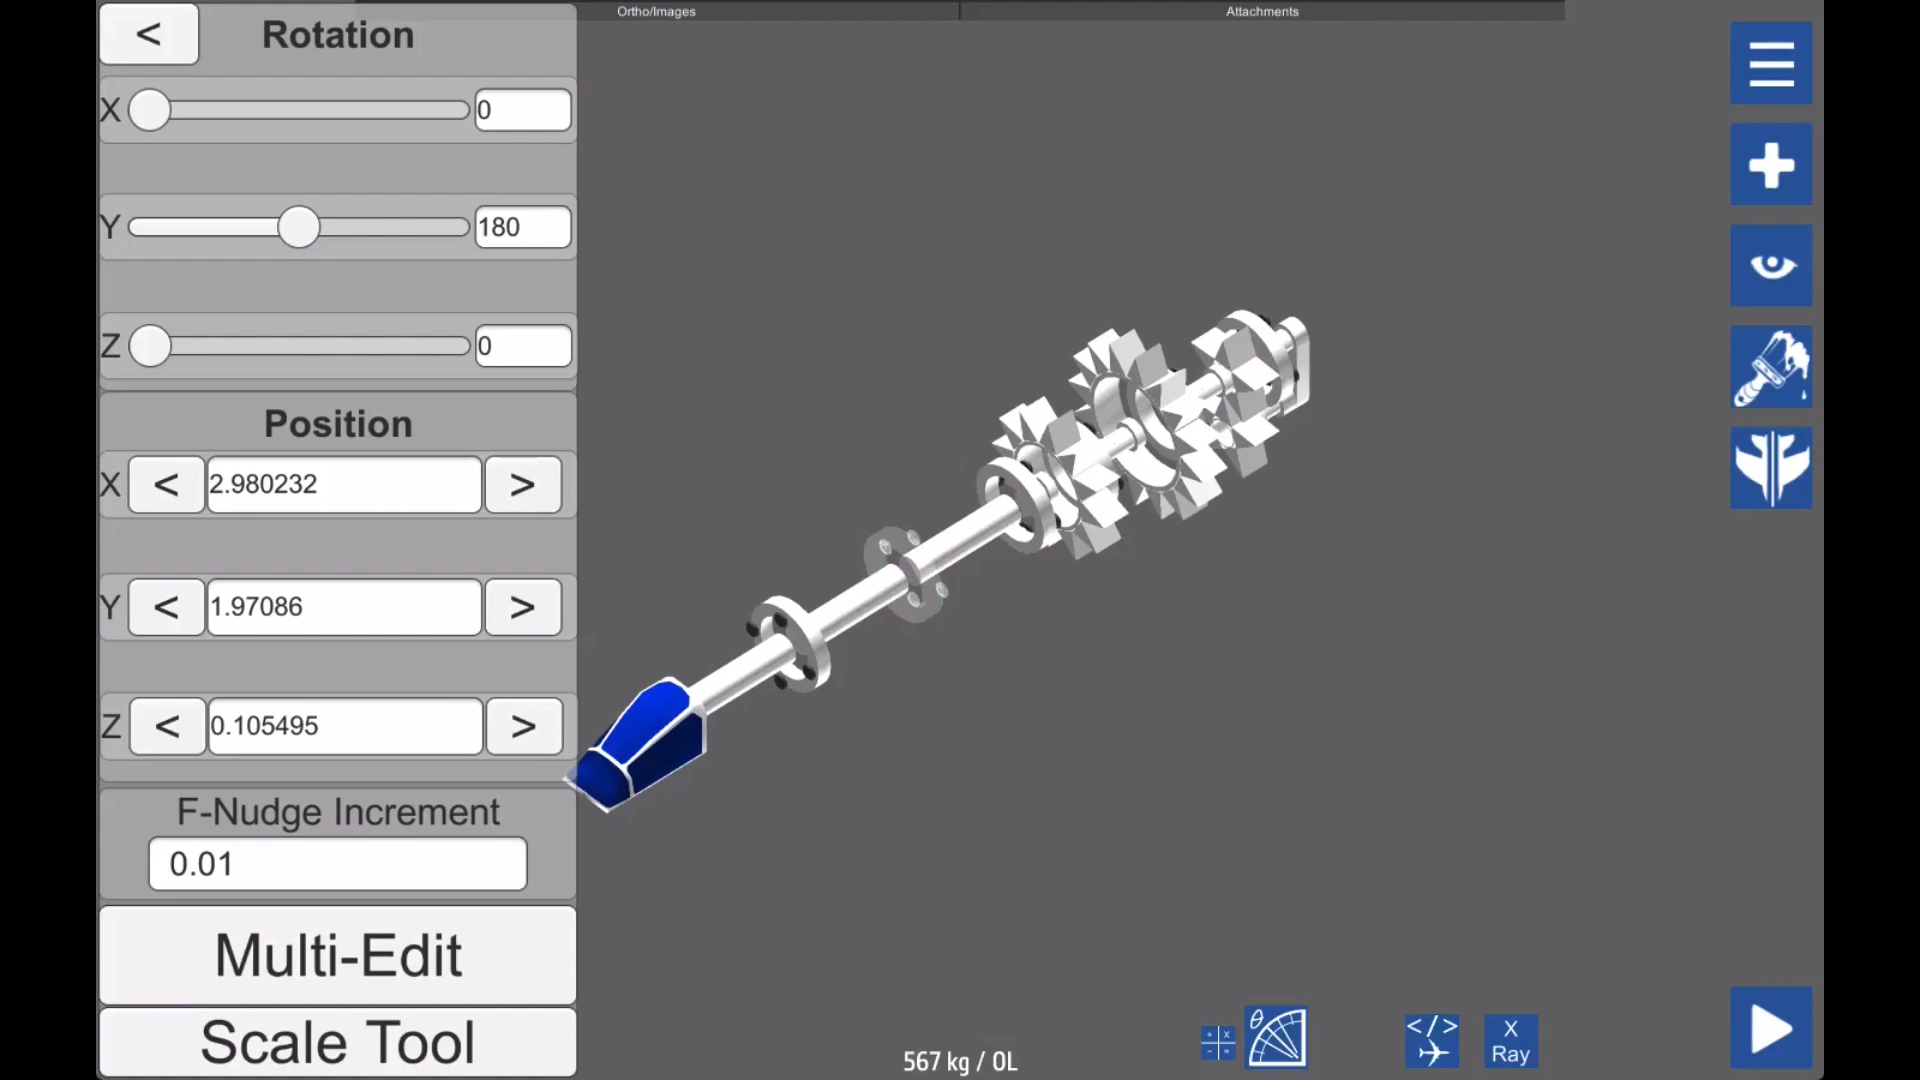 Ortho/Images
Attachments
<
Rotation
X
0
Y
180
Z
0
Position
X
<
2.980232
>
Y
<
1.97086
>
Z
<
0.105495
>
F-Nudge Increment
0.01
Multi-Edit
Scale Tool
567 kg / 0L
θ
</>
X
Ray